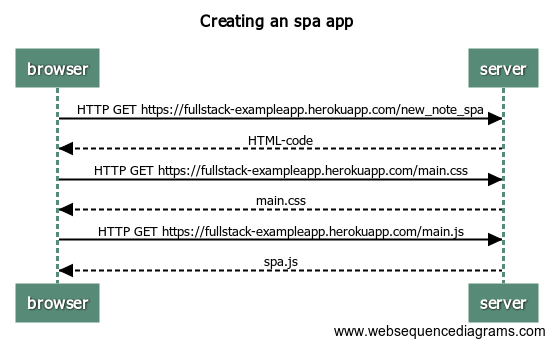 Creating an spa app
browser server
HTTP GET https://fullstack-exampleapp.herokuapp.com/new_note_spa
HTML-code
HTTP GET https://fullstack-exampleapp.herokuapp.com/main.css
main.css
HTTP GET https://fullstack-exampleapp.herokuapp.com/main.js
spa.js
browser server
www.websequencediagrams.com